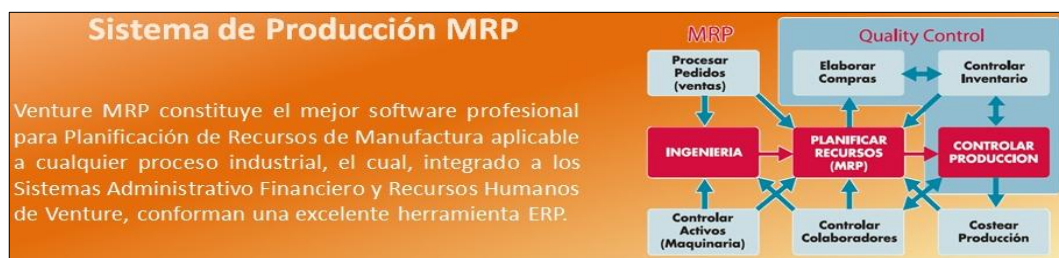 Sistema de Producción MRP
Venture MRP constituye el mejor software profesional
para Planificación de Recursos de Manufactura aplicable
a cualquier proceso industrial, el cual, integrado a los
Sistemas Administrativo Financiero y Recursos Humanos
de Venture, conforman una excelente herramienta ERP.
MRP
Quality Control
Procesar
Pedidos
(ventas)
Elaborar
Compras
Controlar
Inventario
INGENIERIA
PLANIFICAR
RECURSOS
(MRP)
CONTROLAR
PRODUCCION
Controlar
Activos
(Maquinaria)
Controlar
Colaboradores
Costear
Producción